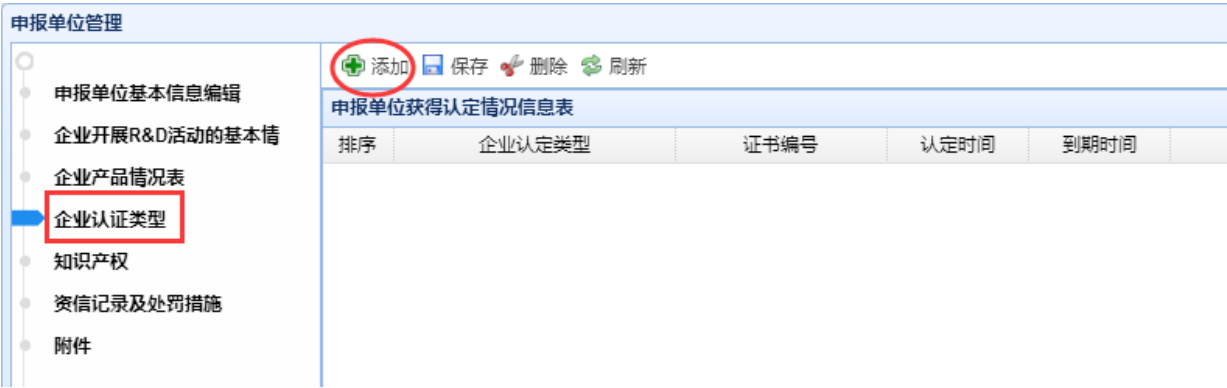 申报单位管理
申报单位基本信息编辑
企业开展R&D活动的基本情
企业产品情况表
企业认证类型
知识产权
资信记录及处罚措施
附件
添加 保存 删除 刷新
申报单位获得认定情况信息表
排序 企业认定类型 证书编号 认定时间 到期时间